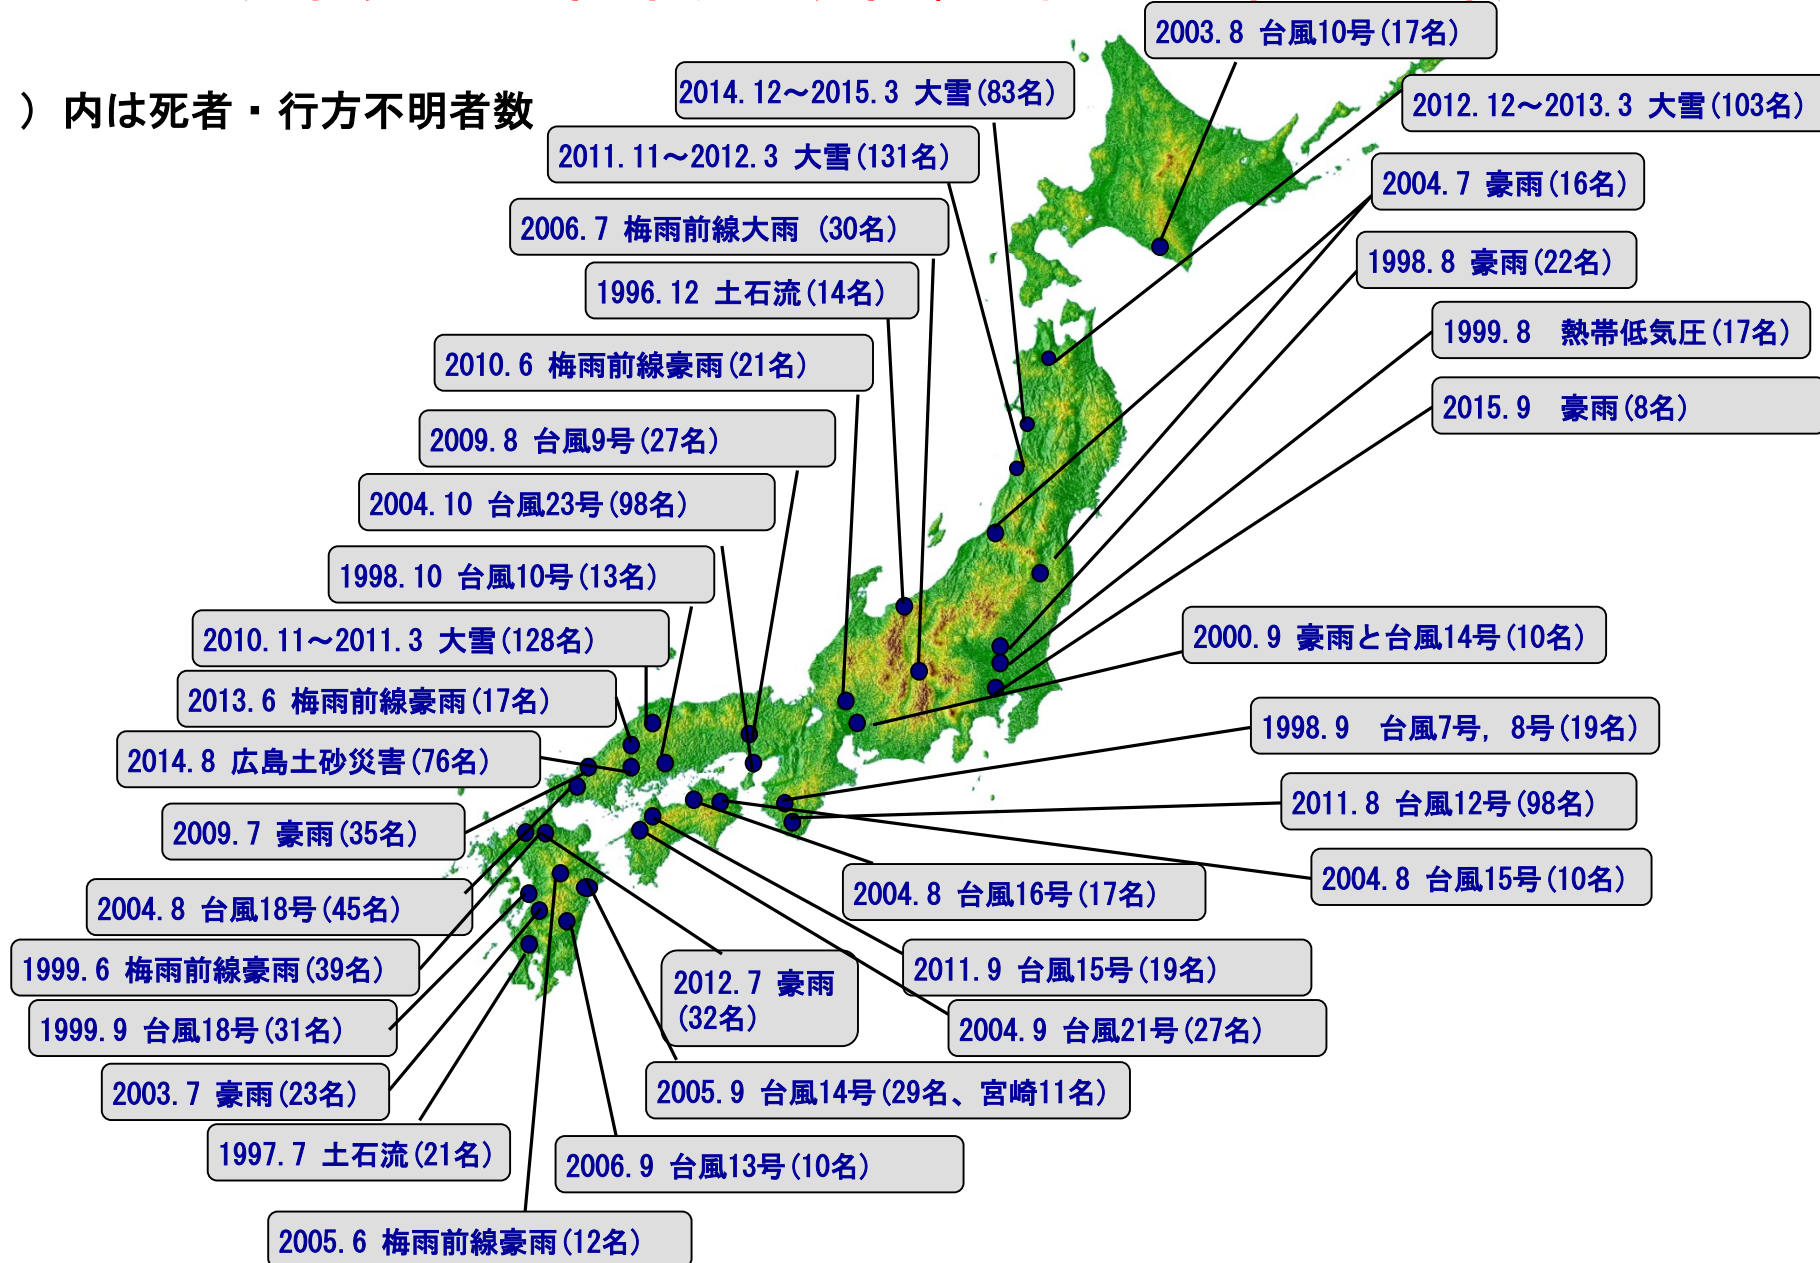 ）内は死者・行方不明者数
2003.8 台風10号(17名)
2014.12～2015.3 大雪(83名)
2012.12～2013.3 大雪(103名)
2011.11～2012.3 大雪(131名)
2004.7 豪雨(16名)
2006.7 梅雨前線大雨 (30名)
1998.8 豪雨(22名)
1996.12 土石流(14名)
1999.8　熱帯低気圧(17名)
2010.6 梅雨前線豪雨(21名)
2015.9　豪雨(8名)
2009.8 台風9号(27名)
2004.10 台風23号(98名)
1998.10 台風10号(13名)
2010.11～2011.3 大雪(128名)
2000.9 豪雨と台風14号(10名)
2013.6 梅雨前線豪雨(17名)
1998.9　台風7号, 8号(19名)
2014.8 広島土砂災害(76名)
2011.8 台風12号(98名)
2009.7 豪雨(35名)
2004.8 台風16号(17名)
2004.8 台風15号(10名)
2004.8 台風18号(45名)
1999.6 梅雨前線豪雨(39名)
2012.7 豪雨
(32名)
2011.9 台風15号(19名)
1999.9 台風18号(31名)
2004.9 台風21号(27名)
2003.7 豪雨(23名)
2005.9 台風14号(29名、宮崎11名)
1997.7 土石流(21名)
2006.9 台風13号(10名)
2005.6 梅雨前線豪雨(12名)